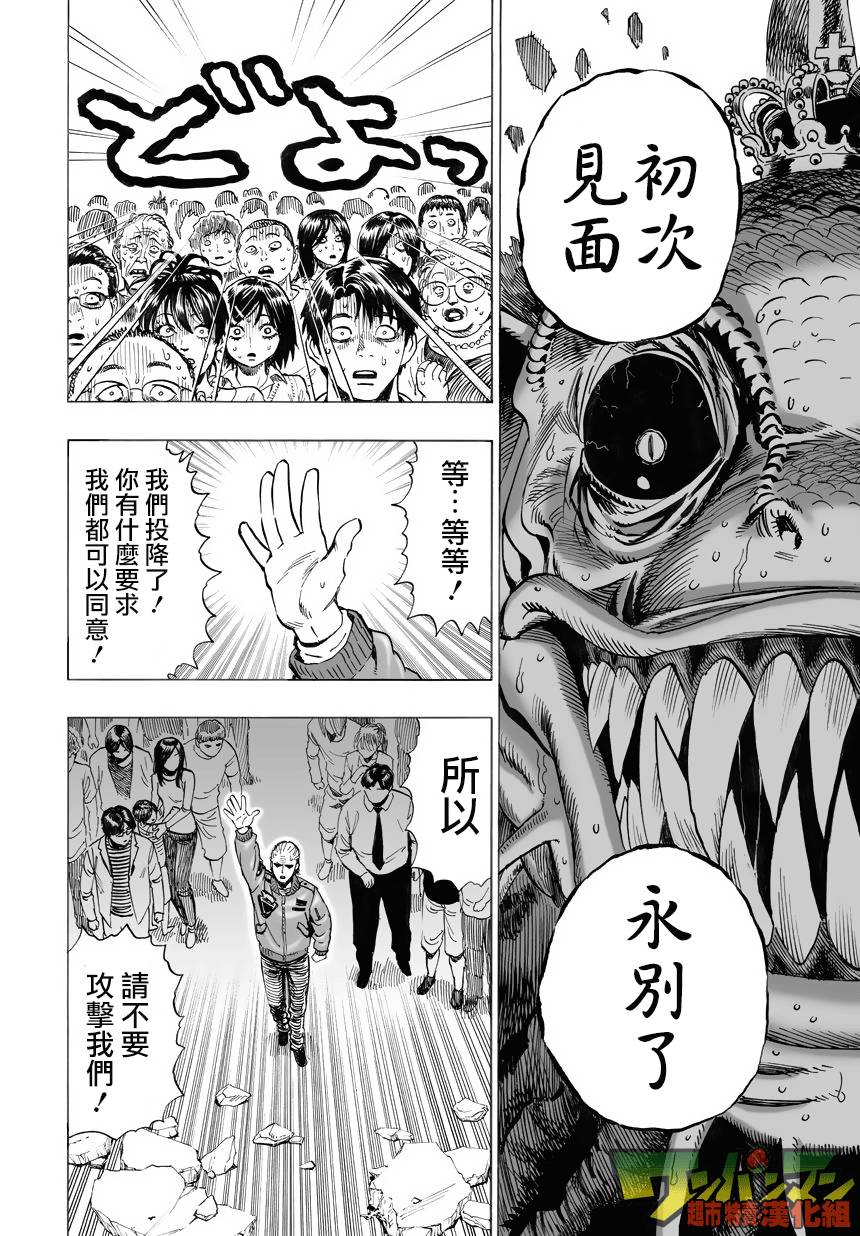 初次
見面
永別了
どよっ
等…等等！
我們投降了！
你有什麼要求
我們都可以同意！
所以
請不要
攻擊我們！
ワンパンマン
超市特賣漢化組